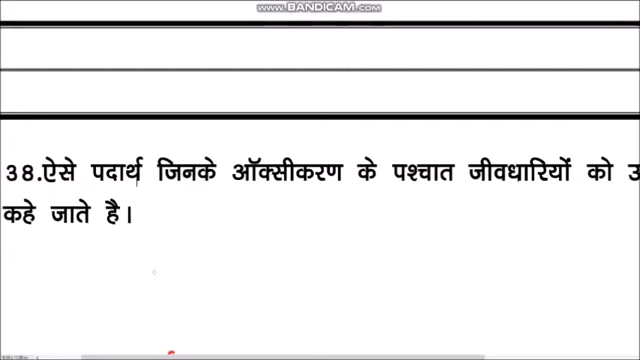 www.BANDICAM.com
38.ऐसे पदार्थ जिनके ऑक्सीकरण के पश्चात जीवधारियों को
कहे जाते है।